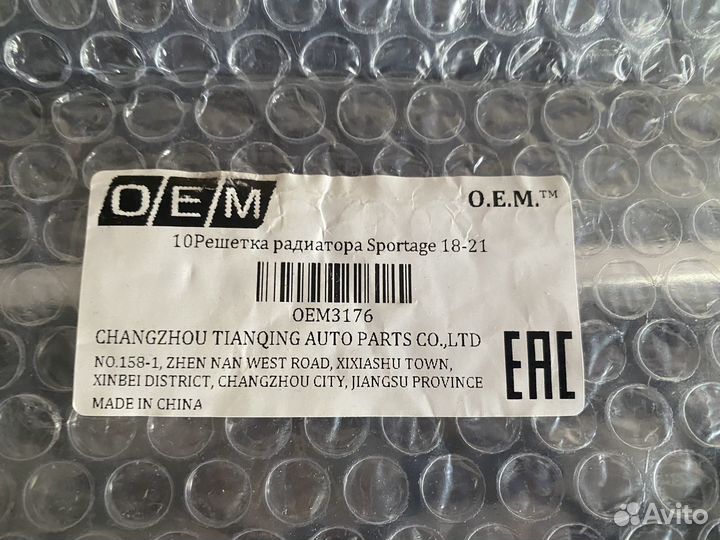 OEM
O.E.M.™
10Решетка радиатора Sportage 18-21
OEM3176
CHANGZHOU TIANQING AUTO PARTS CO.,LTD
NO.158-1, ZHEN NAN WEST ROAD, XIXIASHU TOWN,
XINBEI DISTRICT, CHANGZHOU CITY, JIANGSU PROVINCE
MADE IN CHINA
EAC
Avito